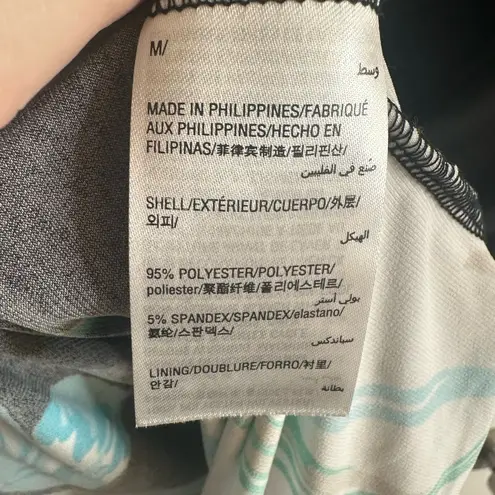 M/
وسط
MADE IN PHILIPPINES/FABRIQUÉ
AUX PHILIPPINES/HECHO EN
FILIPINAS/菲律宾制造/필리핀산/
صُنع في الفلبين
SHELL/EXTÉRIEUR/CUERPO/外层/
외피/
الهيكل
95% POLYESTER/POLYESTER/
poliester/聚酯纤维/폴리에스테르/
بولي أستر
5% SPANDEX/SPANDEX/elastano/
氨纶/스판덱스/
سباندكس
LINING/DOUBLURE/FORRO/衬里/
안감/
بطانة